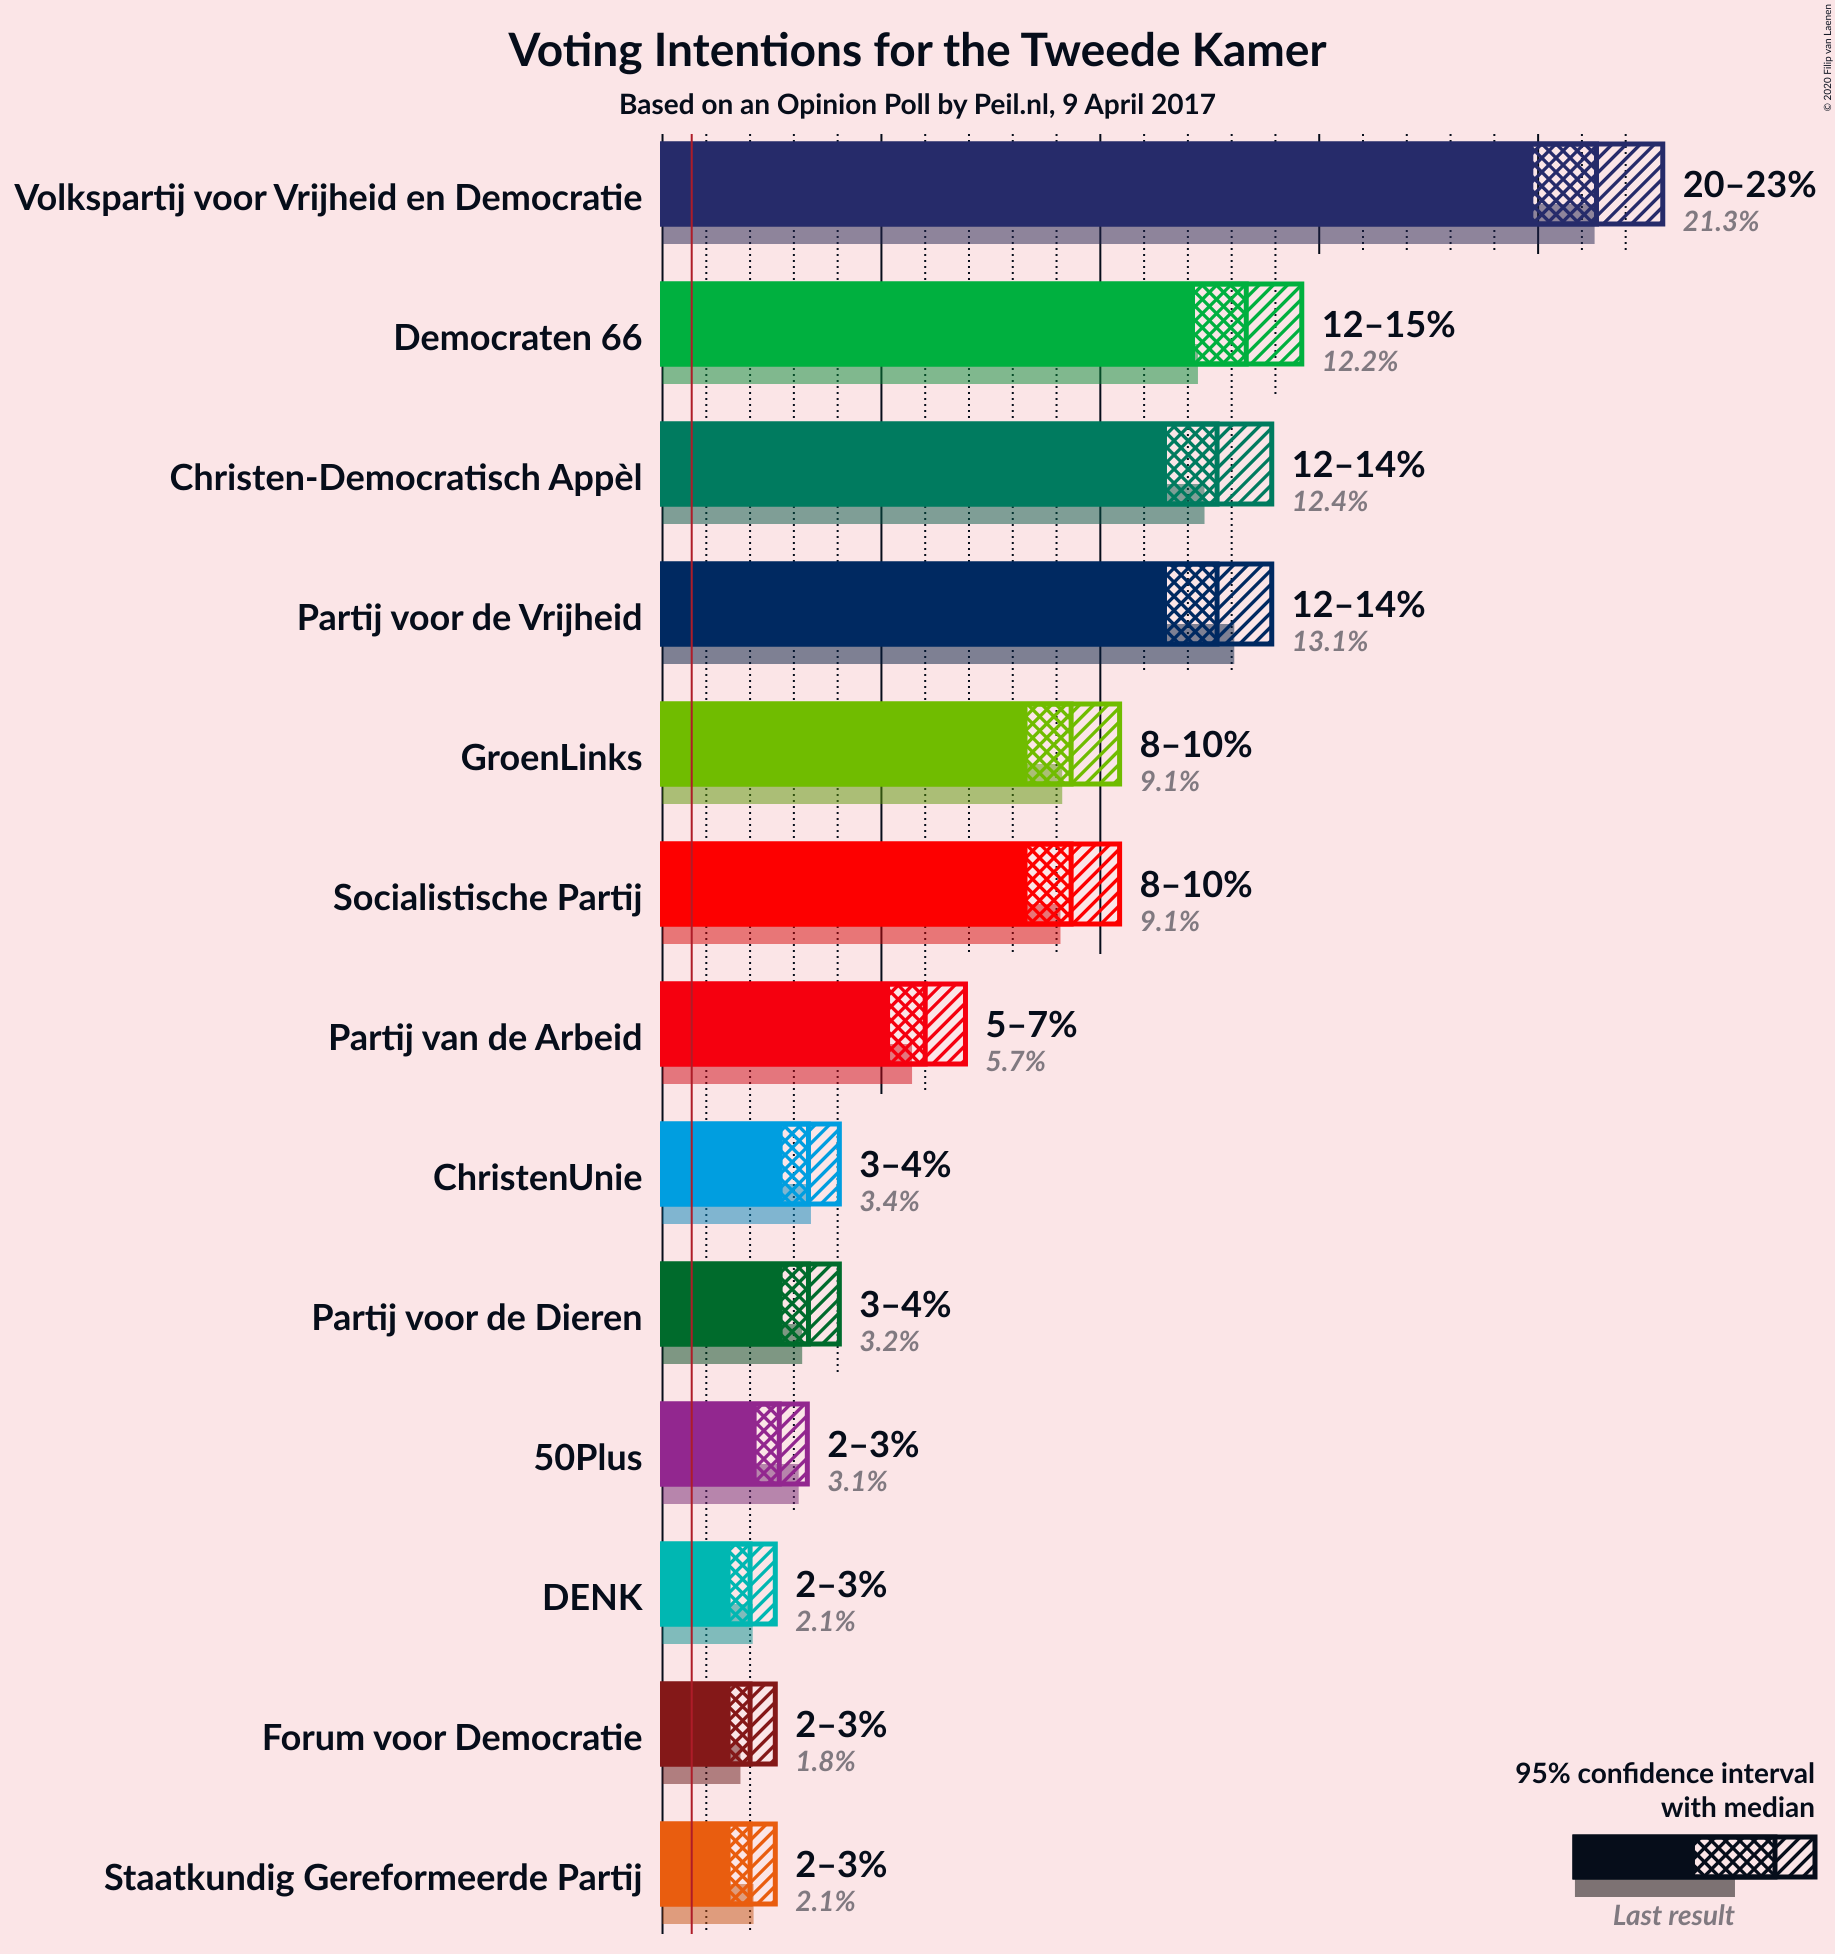 Voting Intentions for the Tweede Kamer
Based on an Opinion Poll by Peil.nl, 9 April 2017
© 2020 Filip van Laenen
Volkspartij voor Vrijheid en Democratie
20–23%
21.3%
Democraten 66
12–15%
12.2%
Christen-Democratisch Appèl
12–14%
12.4%
Partij voor de Vrijheid
12–14%
13.1%
GroenLinks
8–10%
9.1%
Socialistische Partij
8–10%
9.1%
Partij van de Arbeid
5–7%
5.7%
ChristenUnie
3–4%
3.4%
Partij voor de Dieren
3–4%
3.2%
50Plus
2–3%
3.1%
DENK
2–3%
2.1%
Forum voor Democratie
2–3%
1.8%
Staatkundig Gereformeerde Partij
2–3%
2.1%
95% confidence interval
with median
Last result